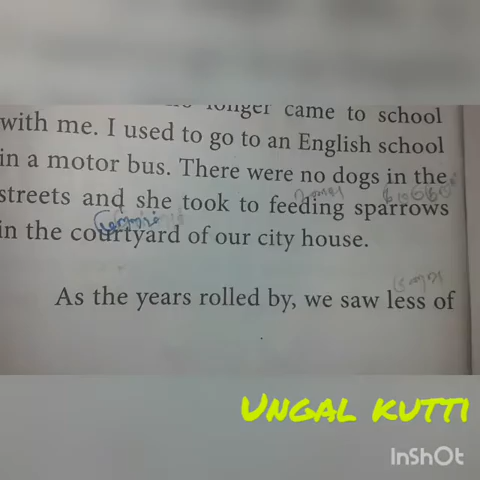 longer came to school
with me. I used to go to an English school
in a motor bus. There were no dogs in the
streets and she took to feeding sparrows
in the courtyard of our city house.
As the years rolled by, we saw less of
UNGAL KUTTI
InShOt